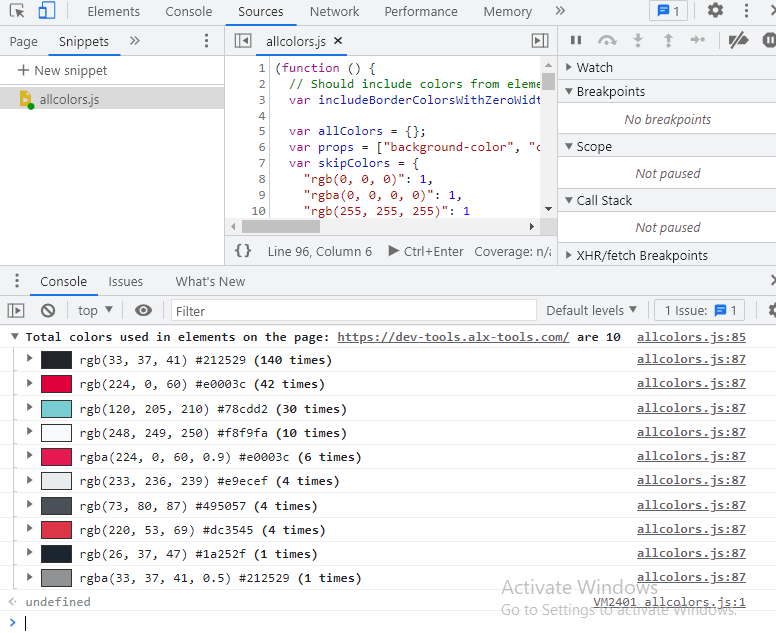 Elements Console Sources Network Performance Memory » 1
Page Snippets »
allcolors.js ×
+ New snippet
allcolors.js
1 (function () {
2 // Should include colors from eleme
3 var includeBorderColorsWithZeroWidt
4
5 var allColors = {};
6 var props = ["background-color", "c
7 var skipColors = {
8 "rgb(0, 0, 0)": 1,
9 "rgba(0, 0, 0, 0)": 1,
10 "rgb(255, 255, 255)": 1
{} Line 96, Column 6 Ctrl+Enter Coverage: n/a
Watch
Breakpoints
No breakpoints
Scope
Not paused
Call Stack
Not paused
XHR/fetch Breakpoints
Console Issues What's New
top Filter Default levels 1 Issue: 1
Total colors used in elements on the page: https://dev-tools.alx-tools.com/ are 10 allcolors.js:85
rgb(33, 37, 41) #212529 (140 times) allcolors.js:87
rgb(224, 0, 60) #e0003c (42 times) allcolors.js:87
rgb(120, 205, 210) #78cdd2 (30 times) allcolors.js:87
rgb(248, 249, 250) #f8f9fa (10 times) allcolors.js:87
rgba(224, 0, 60, 0.9) #e0003c (6 times) allcolors.js:87
rgb(233, 236, 239) #e9ecef (4 times) allcolors.js:87
rgb(73, 80, 87) #495057 (4 times) allcolors.js:87
rgb(220, 53, 69) #dc3545 (4 times) allcolors.js:87
rgb(26, 37, 47) #1a252f (1 times) allcolors.js:87
rgba(33, 37, 41, 0.5) #212529 (1 times) allcolors.js:87
undefined VM2401 allcolors.js:1
Activate Windows
Go to Settings to activate Windows.